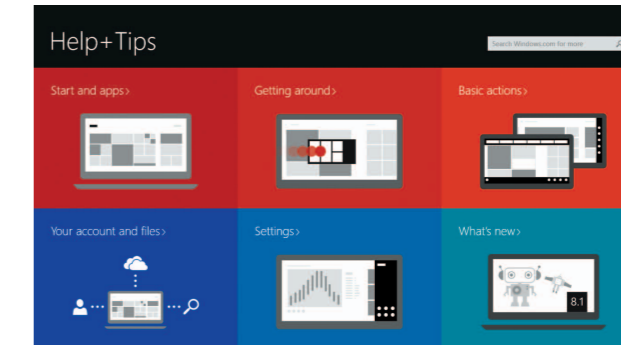 Help+Tips
Search Windows.com for more
Start and apps>
Getting around>
Basic actions>
Your account and files>
Settings>
What's new>
8.1